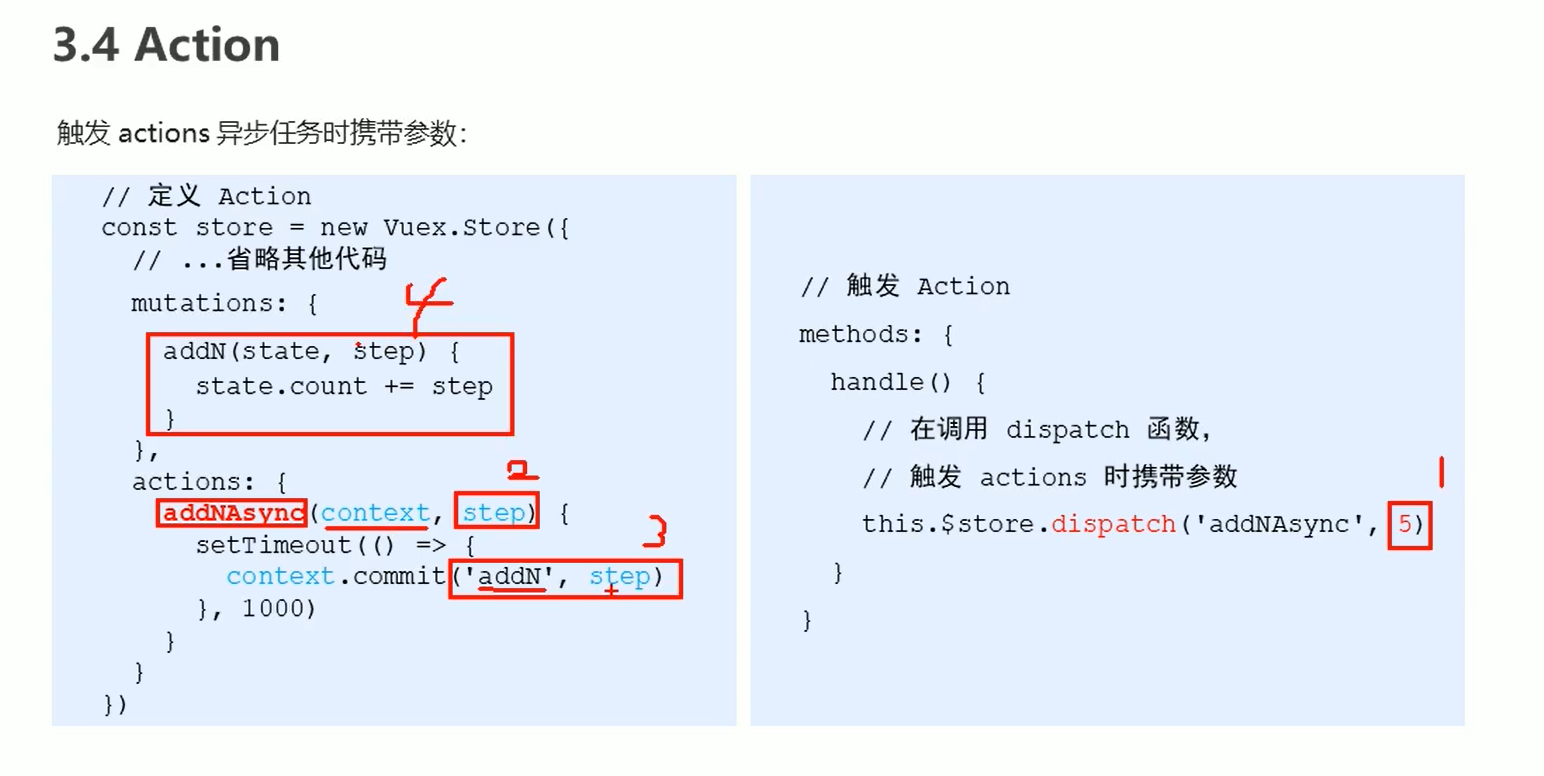 3.4 Action
触发 actions 异步任务时携带参数：
// 定义 Action
const store = new Vuex.Store({
// ...省略其他代码
mutations: {
4
addN(state, step) {
state.count += step
}
},
2
actions: {
addNAsync(context, step) {
setTimeout(() => {
3
context.commit('addN', step)
}, 1000)
}
}
})
// 触发 Action
methods: {
handle() {
// 在调用 dispatch 函数，
// 触发 actions 时携带参数
1
this.$store.dispatch('addNAsync', 5)
}
}